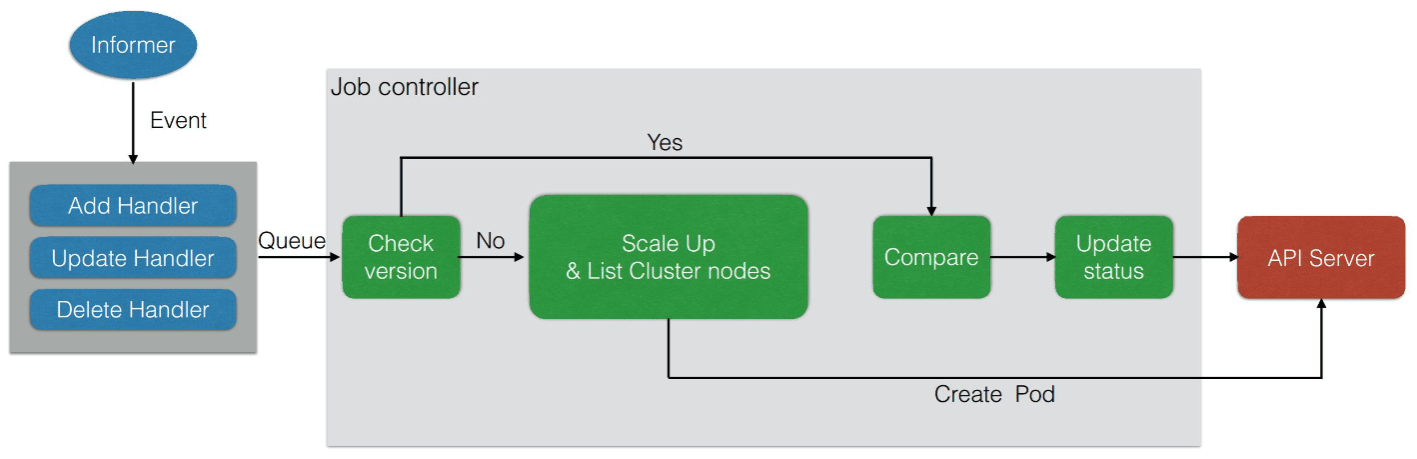 Informer
Event
Add Handler
Update Handler
Delete Handler
Queue
Job controller
Yes
Check
version
No
Scale Up
& List Cluster nodes
Compare
Update
status
API Server
Create Pod